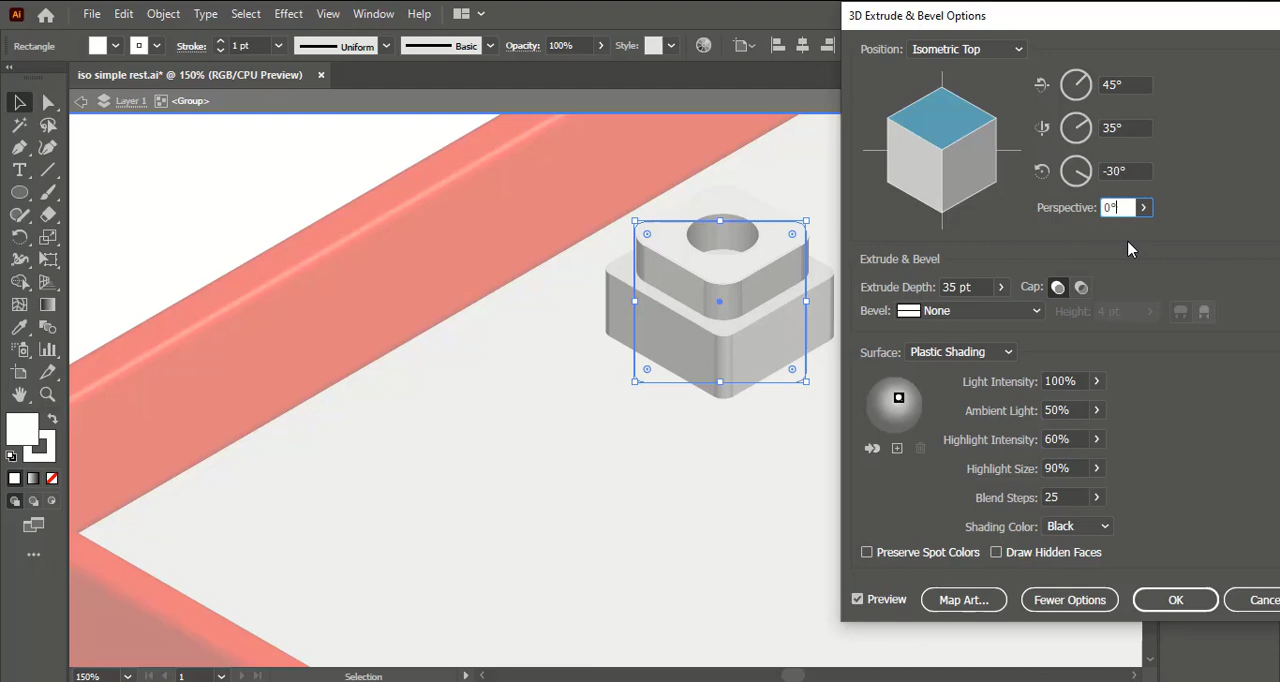 Ai File Edit Object Type Select Effect View Window Help
Rectangle Stroke: 1 pt Uniform Basic Opacity: 100% Style:
iso simple rest.ai* @ 150% (RGB/CPU Preview) ×
Layer 1 <Group>
3D Extrude & Bevel Options
Position: Isometric Top
45°
35°
-30°
Perspective: 0°
Extrude & Bevel
Extrude Depth: 35 pt Cap:
Bevel: None Height: 4 pt
Surface: Plastic Shading
Light Intensity: 100%
Ambient Light: 50%
Highlight Intensity: 60%
Highlight Size: 90%
Blend Steps: 25
Shading Color: Black
Preserve Spot Colors Draw Hidden Faces
Preview Map Art... Fewer Options OK Cance
150% 1 Selection